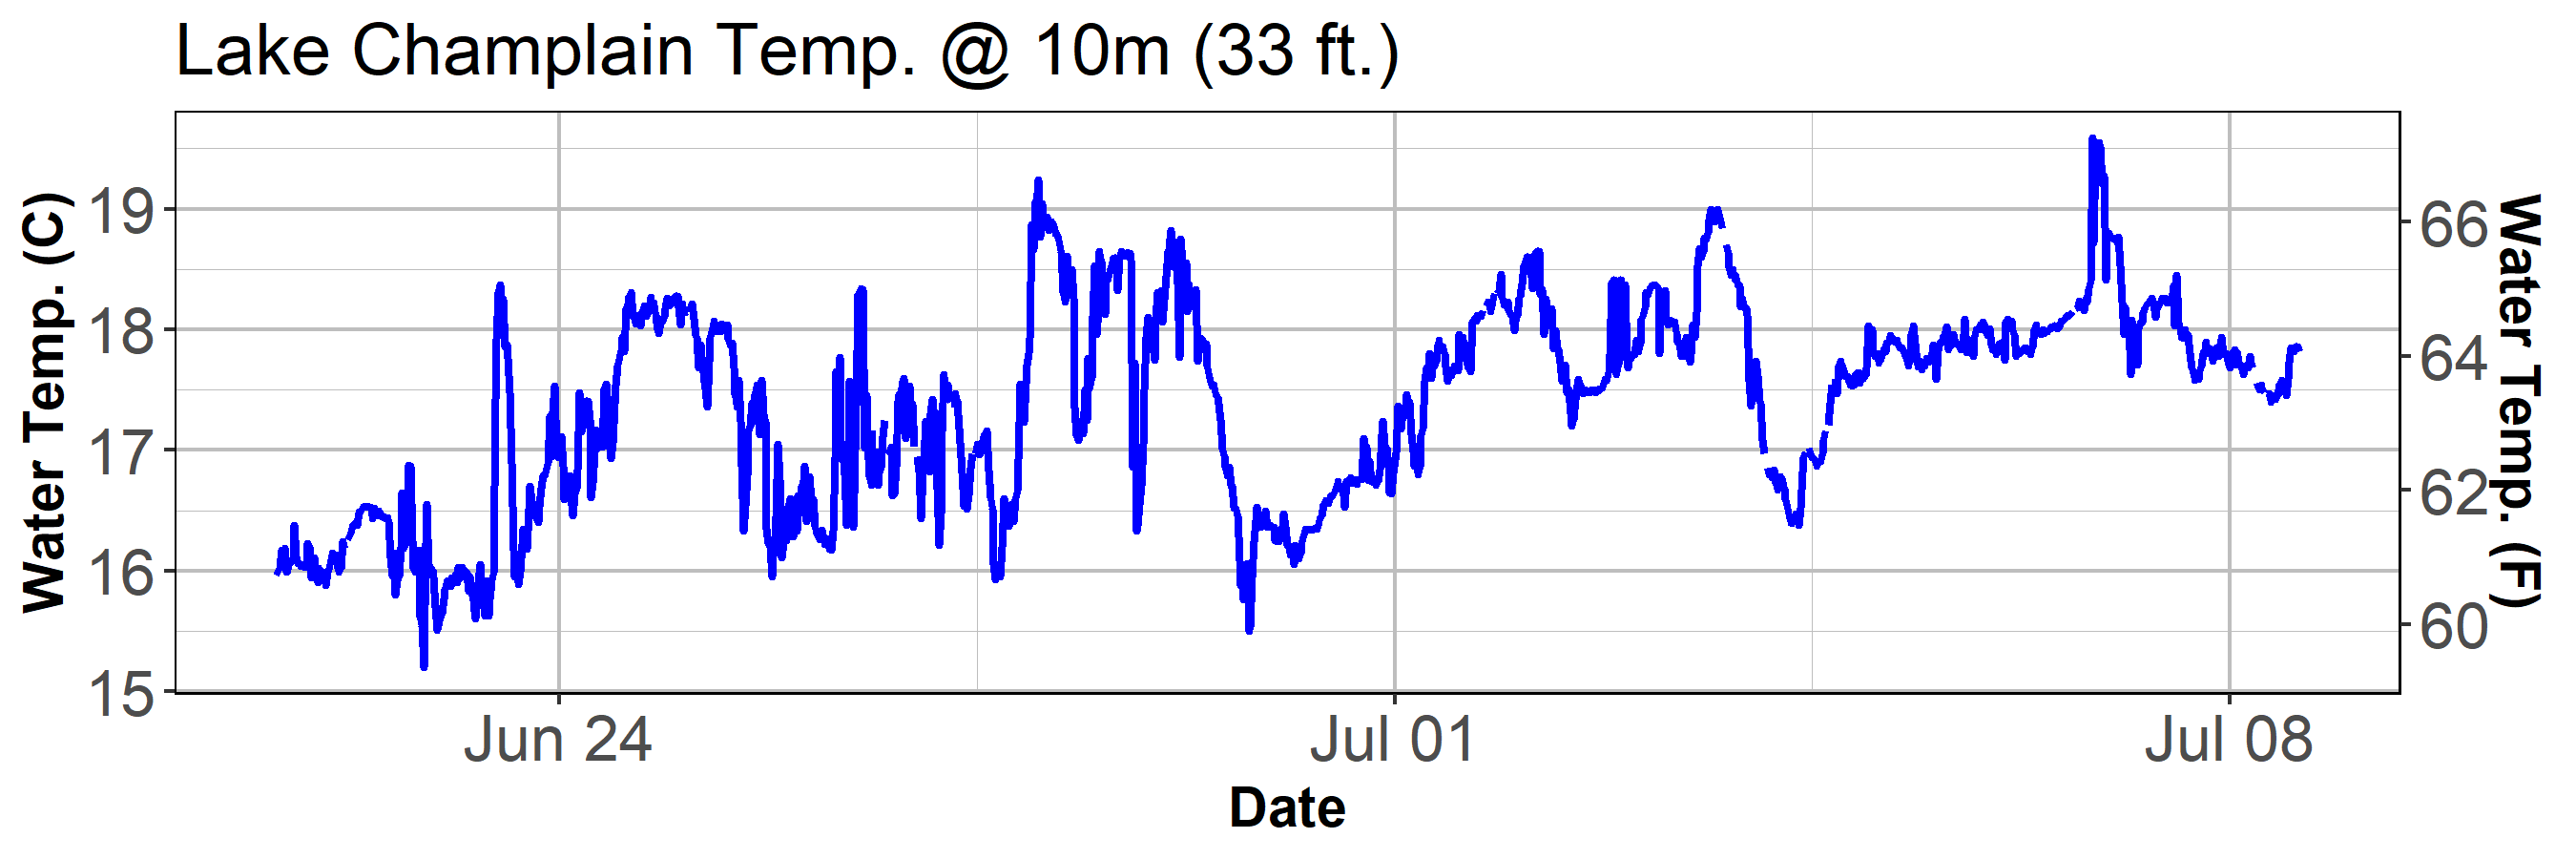 Lake Champlain Temp. @ 10m (33 ft.)
Water Temp. (C)
19
18
17
16
15
66
64
62
60
Water Temp. (F)
Jun 24
Jul 01
Jul 08
Date